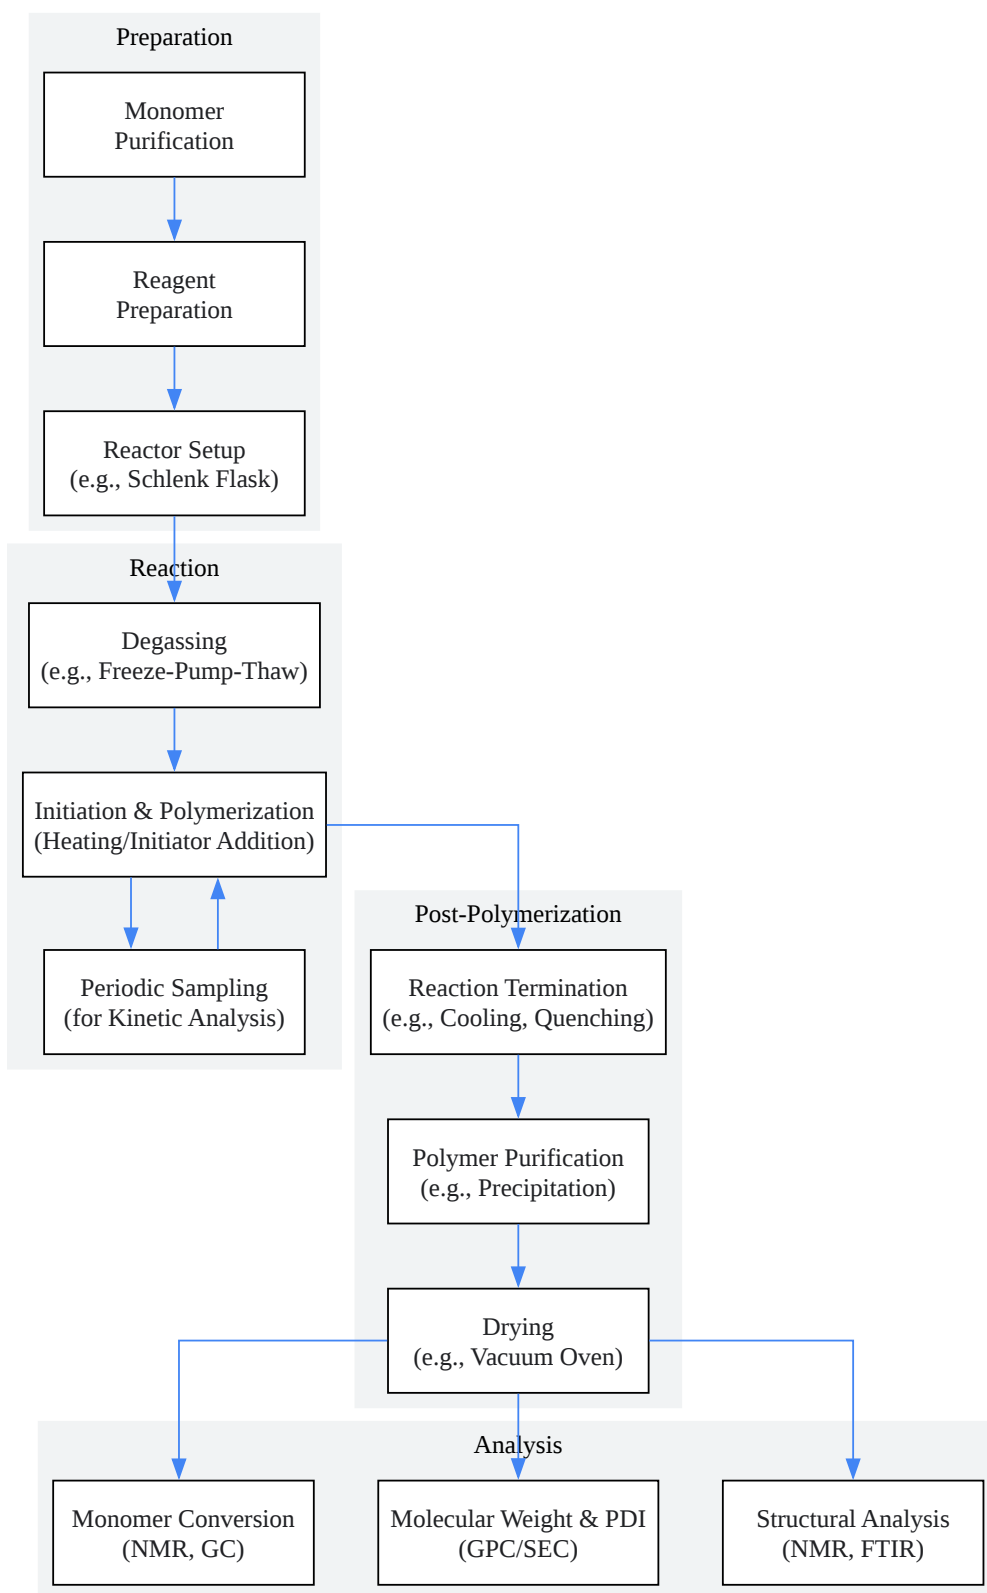 Preparation
Monomer
Purification
Reagent
Preparation
Reactor Setup
(e.g., Schlenk Flask)
Reaction
Degassing
(e.g., Freeze-Pump-Thaw)
Initiation & Polymerization
(Heating/Initiator Addition)
Periodic Sampling
(for Kinetic Analysis)
Post-Polymerization
Reaction Termination
(e.g., Cooling, Quenching)
Polymer Purification
(e.g., Precipitation)
Drying
(e.g., Vacuum Oven)
Analysis
Monomer Conversion
(NMR, GC)
Molecular Weight & PDI
(GPC/SEC)
Structural Analysis
(NMR, FTIR)